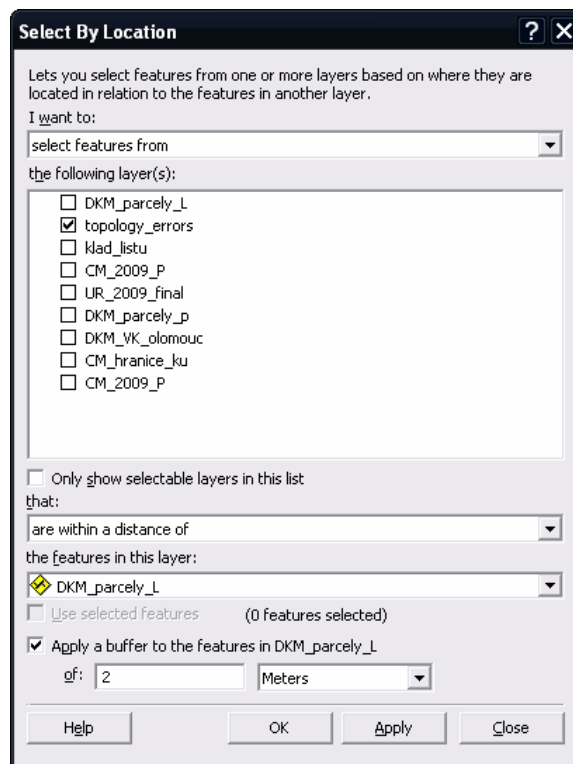 Select By Location
Lets you select features from one or more layers based on where they are
located in relation to the features in another layer.
I want to:
select features from
the following layer(s):
DKM_parcely_L
topology_errors
klad_listu
CM_2009_P
UR_2009_final
DKM_parcely_p
DKM_VK_olomouc
CM_hranice_ku
CM_2009_P
Only show selectable layers in this list
that:
are within a distance of
the features in this layer:
DKM_parcely_L
Use selected features (0 features selected)
Apply a buffer to the features in DKM_parcely_L
of: 2 Meters
Help OK Apply Close